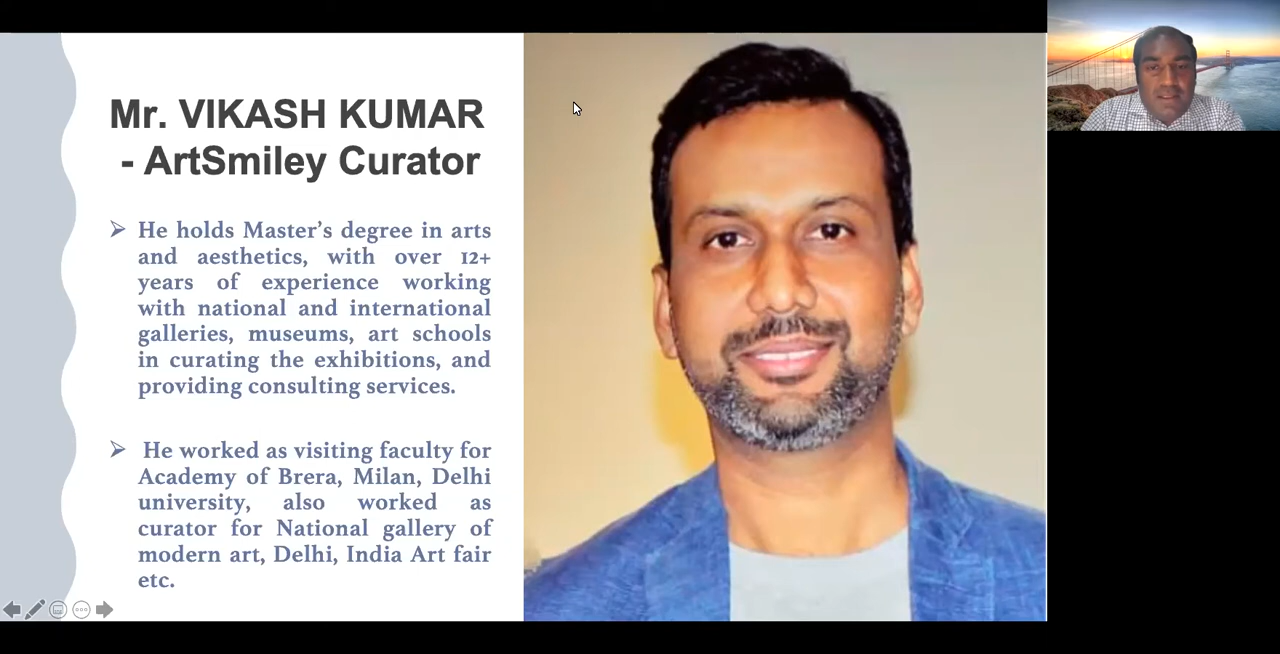 Mr. VIKASH KUMAR
- ArtSmiley Curator
➢ He holds Master's degree in arts
and aesthetics, with over 12+
years of experience working
with national and international
galleries, museums, art schools
in curating the exhibitions, and
providing consulting services.
➢ He worked as visiting faculty for
Academy of Brera, Milan, Delhi
university, also worked as
curator for National gallery of
modern art, Delhi, India Art fair
etc.